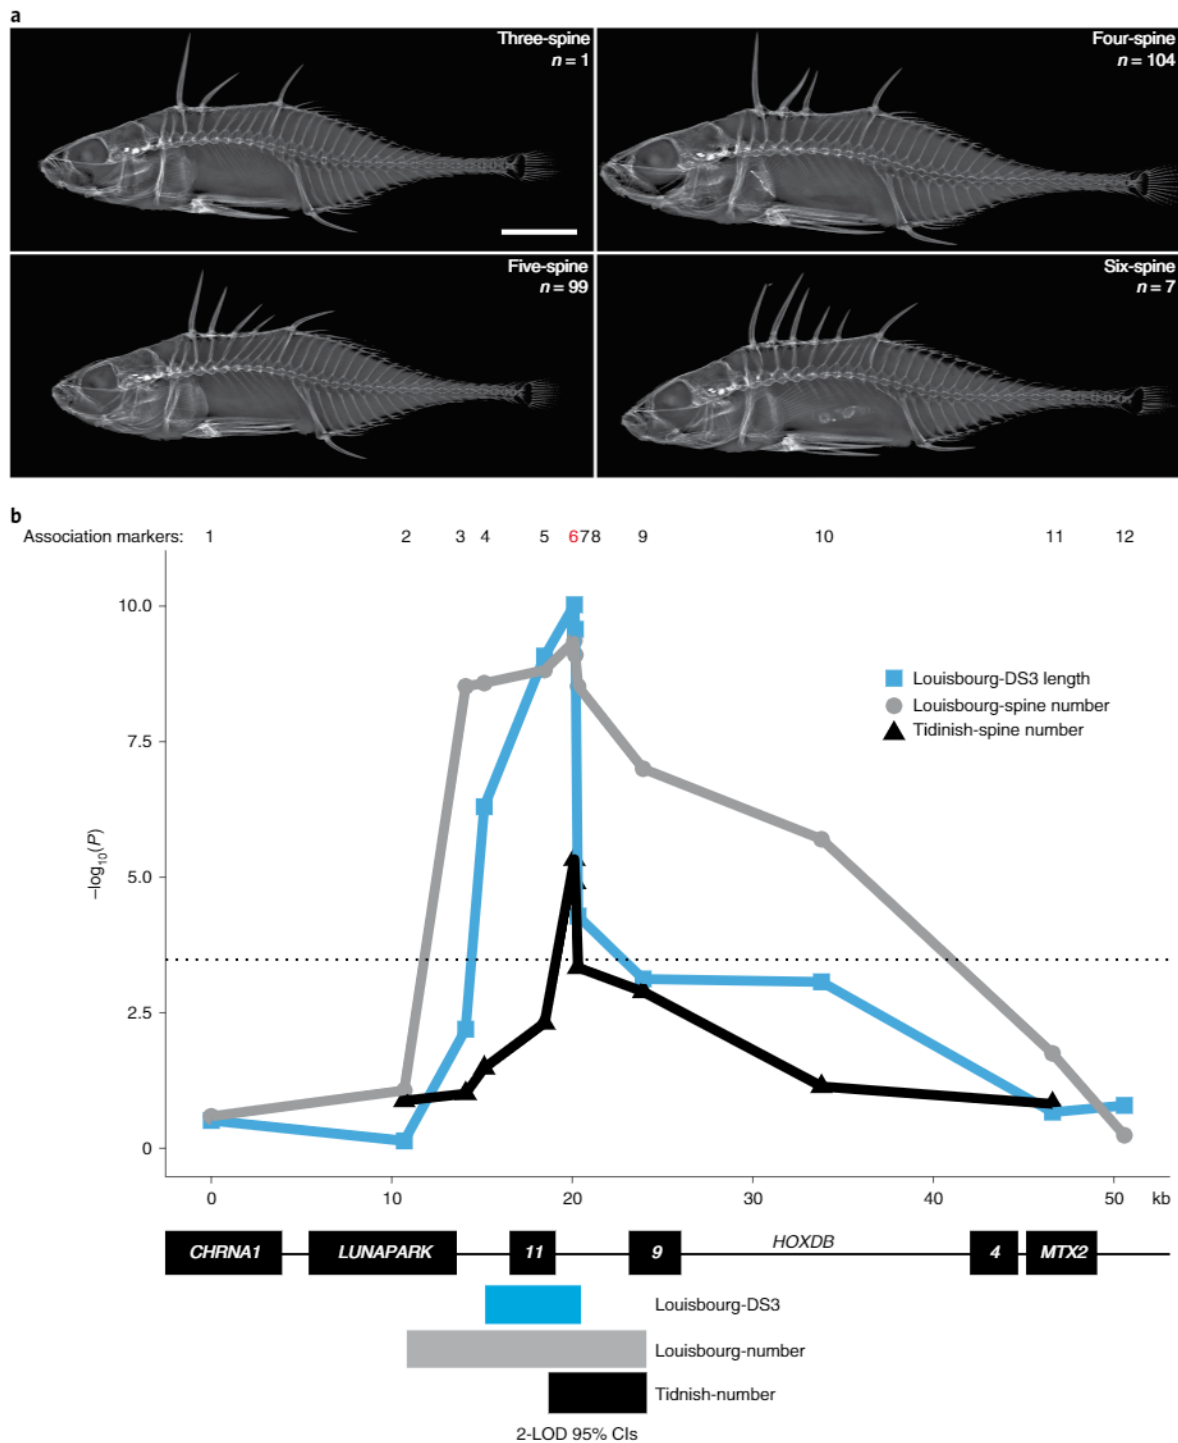 a
Three-spine
n = 1
Four-spine
n = 104
Five-spine
n = 99
Six-spine
n = 7
b
Association markers: 1 2 3 4 5 6 7 8 9 10 11 12
10.0
7.5
5.0
2.5
0
–log10(P)
Louisbourg-DS3 length
Louisbourg-spine number
Tidinish-spine number
0 10 20 30 40 50 kb
CHRNA1 LUNAPARK 11 9 HOXDB 4 MTX2
Louisbourg-DS3
Louisbourg-number
Tidnish-number
2-LOD 95% CIs